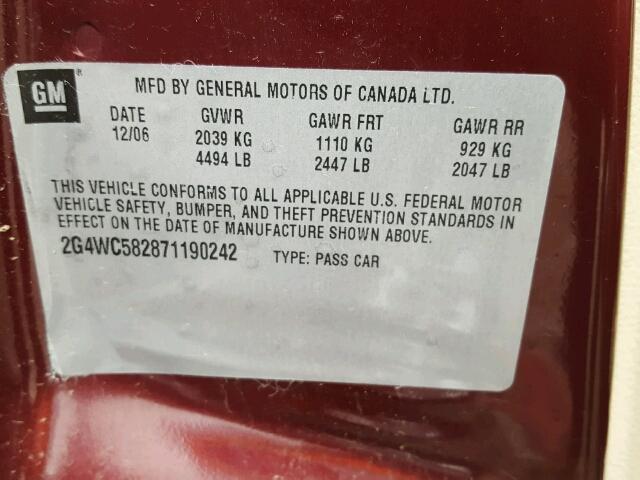 GM®
MFD BY GENERAL MOTORS OF CANADA LTD.
DATE GVWR GAWR FRT GAWR RR
12/06 2039 KG 1110 KG 929 KG
4494 LB 2447 LB 2047 LB
THIS VEHICLE CONFORMS TO ALL APPLICABLE U.S. FEDERAL MOTOR
VEHICLE SAFETY, BUMPER, AND THEFT PREVENTION STANDARDS IN
EFFECT ON THE DATE OF MANUFACTURE SHOWN ABOVE.
2G4WC582871190242 TYPE: PASS CAR